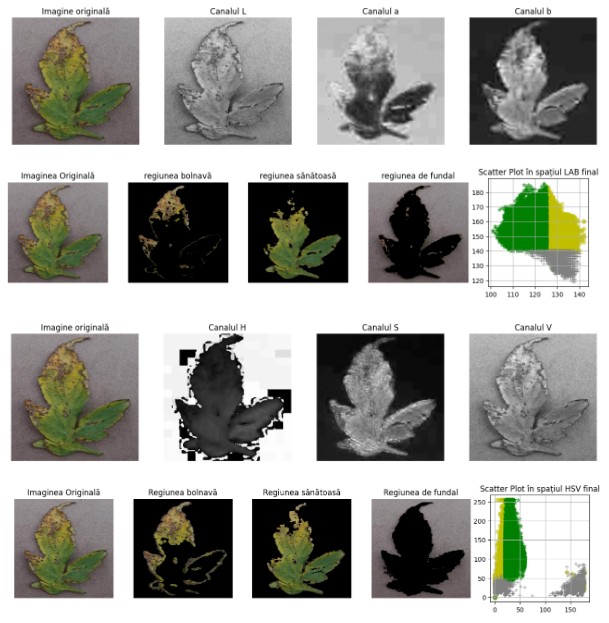 Imagine originală Canalul L Canalul a Canalul b
Imaginea Originală regiunea bolnavă regiunea sănătoasă regiunea de fundal Scatter Plot în spațiul LAB final
180
170
160
150
140
130
120
100 110 120 130 140
Imagine originală Canalul H Canalul S Canalul V
Imaginea Originală Regiunea bolnavă Regiunea sănătoasă Regiunea de fundal Scatter Plot în spațiul HSV final
250
200
150
100
50
0
0 50 100 150